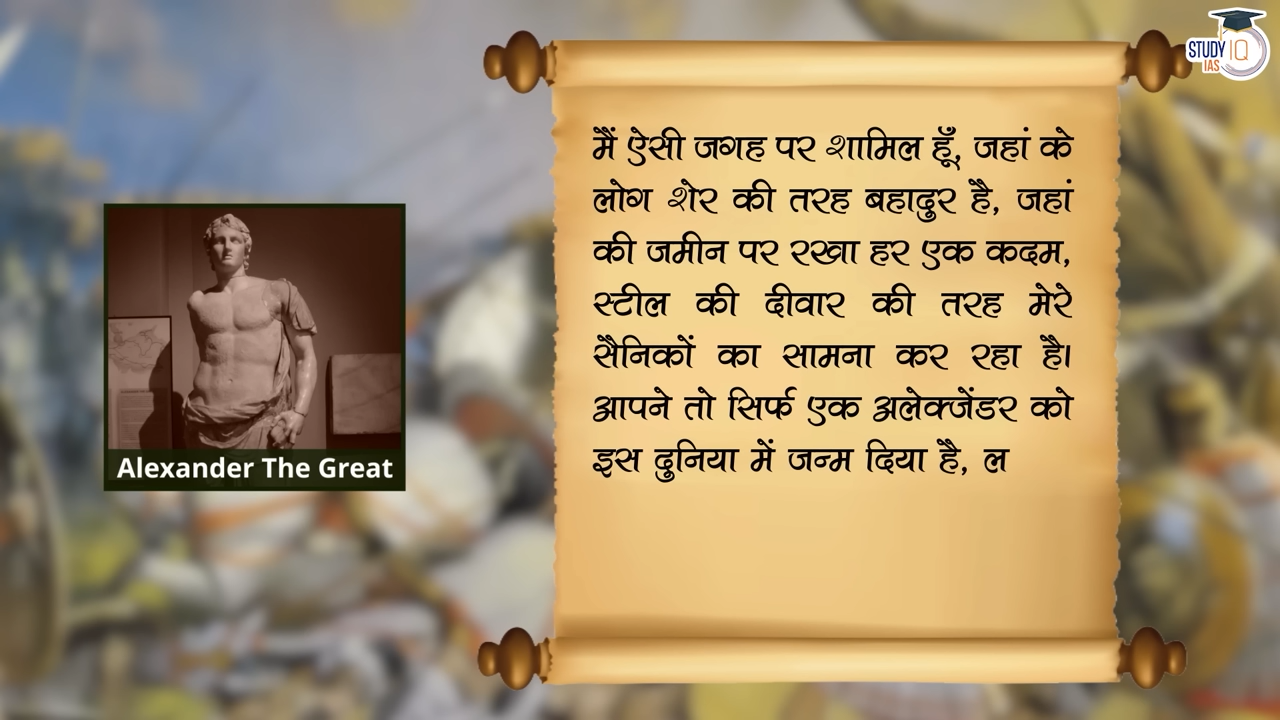 STUDY IQ
IAS
मैं ऐसी जगह पर शामिल हूँ, जहां के
लोग शेर की तरह बहादुर है, जहां
की जमीन पर रखा हर एक कदम,
स्टील की दीवार की तरह मेरे
सैनिकों का सामना कर रहा है।
आपने तो सिर्फ एक अलेक्जेंडर को
इस दुनिया में जन्म दिया है, ल
Alexander The Great